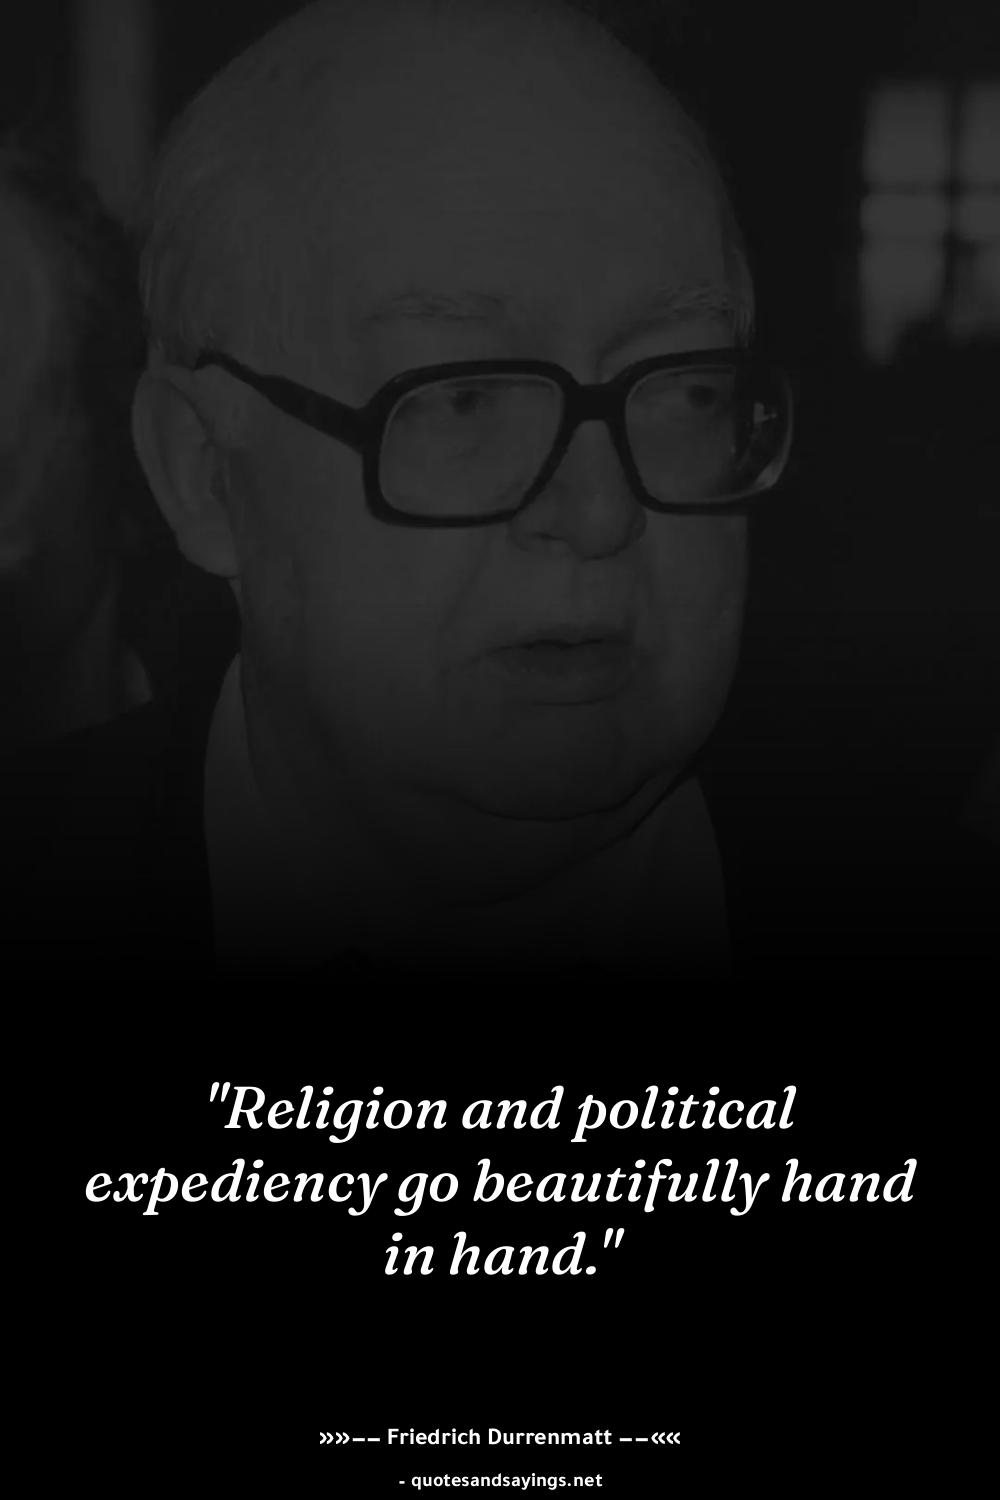 "Religion and political
expediency go beautifully hand
in hand."
»»−− Friedrich Durrenmatt −−««
- quotesandsayings.net